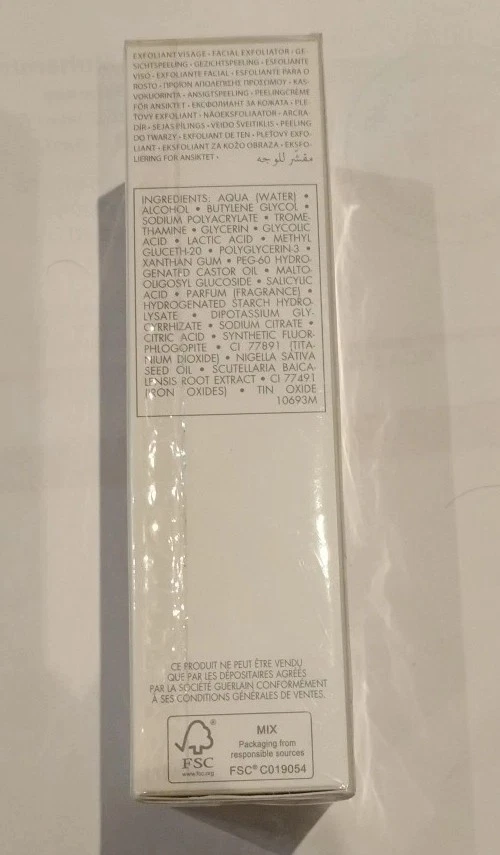 EXFOLIANT VISAGE • FACIAL EXFOLIATOR • GE-
SICHTSPEELING • GEZICHTSPEELING • ESFOLIANTE
VISO • EXFOLIANTE FACIAL • ESFOLIANTE PARA O
ROSTO • ΠΡΟΪΟΝ ΑΠΟΛΕΠΙΣΗΣ ΠΡΟΣΩΠΟΥ • KAS-
VOKUORINTA • ANSIGTSPEELING • PEELINGCREME
FÖR ANSIKTET • ЕКСФОЛИАНТ ЗА КОЖАТА • PLE-
ŤOVÝ EXFOLIANT • NÄOEKSFOLIAATOR • ARCRA-
DÍR • SEJAS PĪLINGS • VEIDO ŠVEITIKLIS • PEELING
DO TWARZY • EXFOLIANT DE TEN • PLEŤOVÝ EXFO-
LIANT • EKSFOLIANT ZA KOŽO OBRAZA • EKSFO-
LIERING FOR ANSIKTET •
مقشّر للوجه
INGREDIENTS: AQUA (WATER) •
ALCOHOL • BUTYLENE GLYCOL •
SODIUM POLYACRYLATE • TROME-
THAMINE • GLYCERIN • GLYCOLIC
ACID • LACTIC ACID • METHYL
GLUCETH-20 • POLYGLYCERIN-3 •
XANTHAN GUM • PEG-60 HYDRO-
GENATED CASTOR OIL • MALTO-
OLIGOSYL GLUCOSIDE • SALICYLIC
ACID • PARFUM (FRAGRANCE) •
HYDROGENATED STARCH HYDRO-
LYSATE • DIPOTASSIUM GLY-
CYRRHIZATE • SODIUM CITRATE •
CITRIC ACID • SYNTHETIC FLUOR-
PHLOGOPITE • CI 77891 (TITA-
NIUM DIOXIDE) • NIGELLA SATIVA
SEED OIL • SCUTELLARIA BAICA-
LENSIS ROOT EXTRACT • CI 77491
(IRON OXIDES) • TIN OXIDE
10693M
CE PRODUIT NE PEUT ÊTRE VENDU
QUE PAR LES DÉPOSITAIRES AGRÉÉS
PAR LA SOCIÉTÉ GUERLAIN CONFORMÉMENT
À SES CONDITIONS GÉNÉRALES DE VENTES.
®
FSC
www.fsc.org
MIX
Packaging from
responsible sources
FSC® C019054